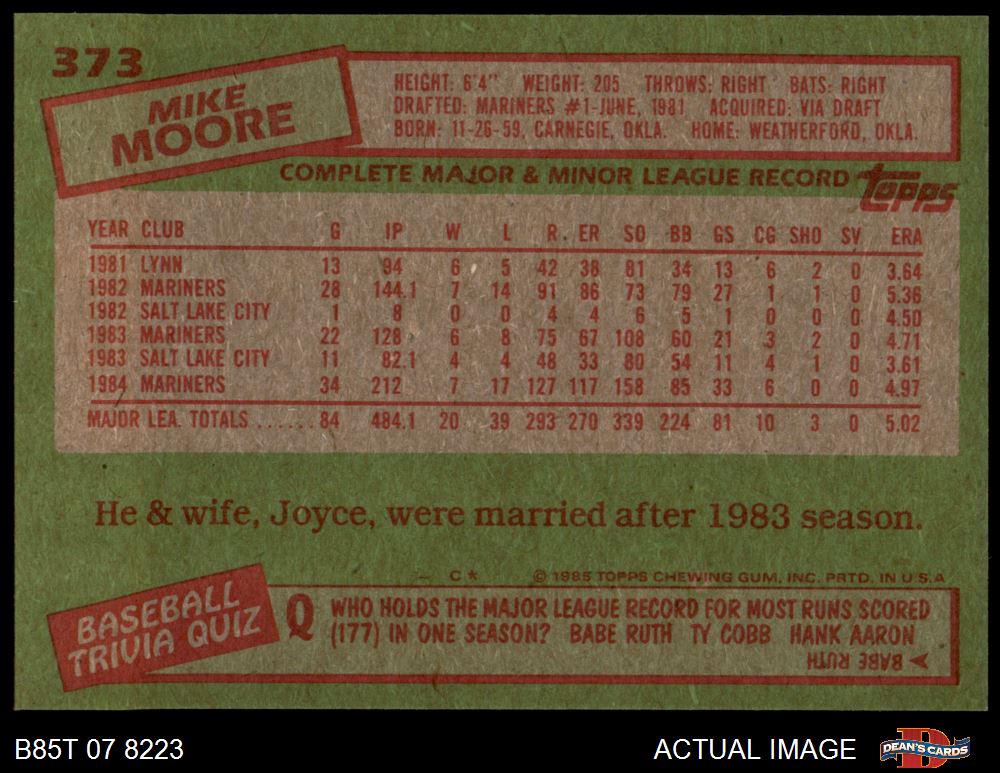 373
MIKE
MOORE
HEIGHT: 6'4" WEIGHT: 205 THROWS: RIGHT BATS: RIGHT
DRAFTED: MARINERS #1-JUNE, 1981 ACQUIRED: VIA DRAFT
BORN: 11-26-59, CARNEGIE, OKLA. HOME: WEATHERFORD, OKLA.
COMPLETE MAJOR & MINOR LEAGUE RECORD topps
YEAR CLUB G IP W L R ER SO BB GS CG SHO SV ERA
1981 LYNN 13 94 6 5 42 38 81 34 13 6 2 0 3.64
1982 MARINERS 28 144.1 7 14 91 86 73 79 27 1 1 0 5.36
1982 SALT LAKE CITY 1 8 0 0 4 4 6 5 1 0 0 0 4.50
1983 MARINERS 22 128 6 8 75 67 108 60 21 3 2 0 4.71
1983 SALT LAKE CITY 11 82.1 4 4 48 33 80 54 11 4 1 0 3.61
1984 MARINERS 34 212 7 17 127 117 158 85 33 6 0 0 4.97
MAJOR LEA. TOTALS ...... 84 484.1 20 39 293 270 339 224 81 10 3 0 5.02
He & wife, Joyce, were married after 1983 season.
C* © 1985 TOPPS CHEWING GUM, INC. PRTD. IN U.S.A
BASEBALL
TRIVIA QUIZ
Q WHO HOLDS THE MAJOR LEAGUE RECORD FOR MOST RUNS SCORED
(177) IN ONE SEASON? BABE RUTH TY COBB HANK AARON
BABE RUTH
B85T 07 8223 ACTUAL IMAGE D DEAN'S CARDS